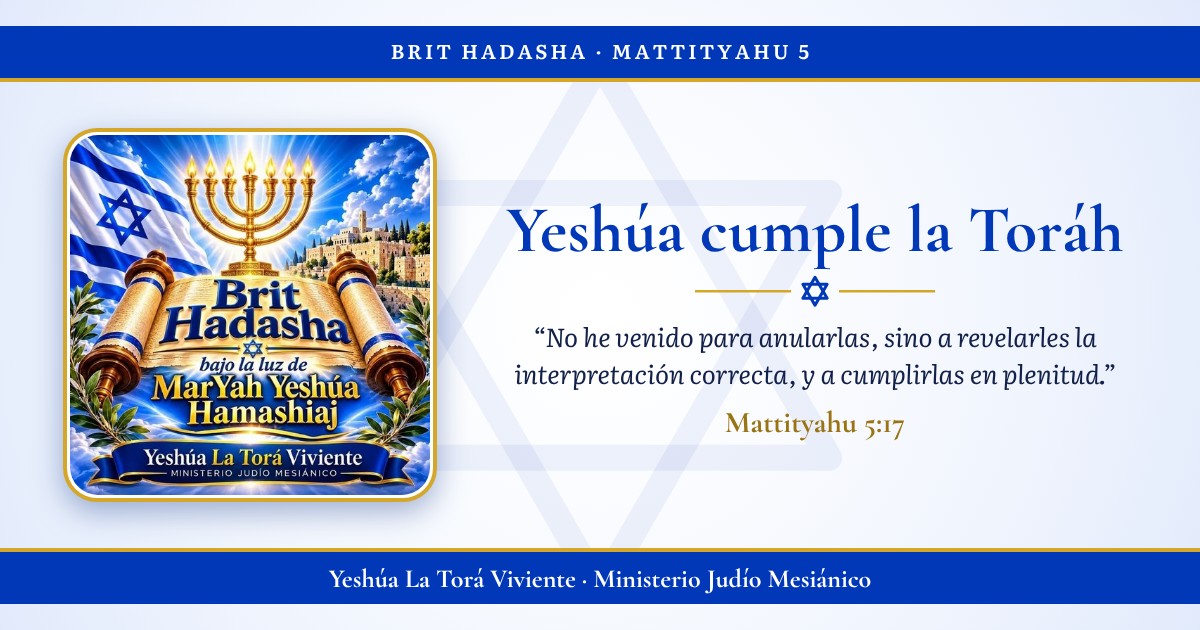 BRIT HADASHA · MATTITYAHU 5
Brit
Hadasha
bajo la luz de
MarYah Yeshúa
Hamashiaj
Yeshúa La Torá Viviente
MINISTERIO JUDÍO MESIÁNICO
Yeshúa cumple la Toráh
“No he venido para anularlas, sino a revelarles la
interpretación correcta, y a cumplirlas en plenitud.”
Mattityahu 5:17
Yeshúa La Torá Viviente · Ministerio Judío Mesiánico